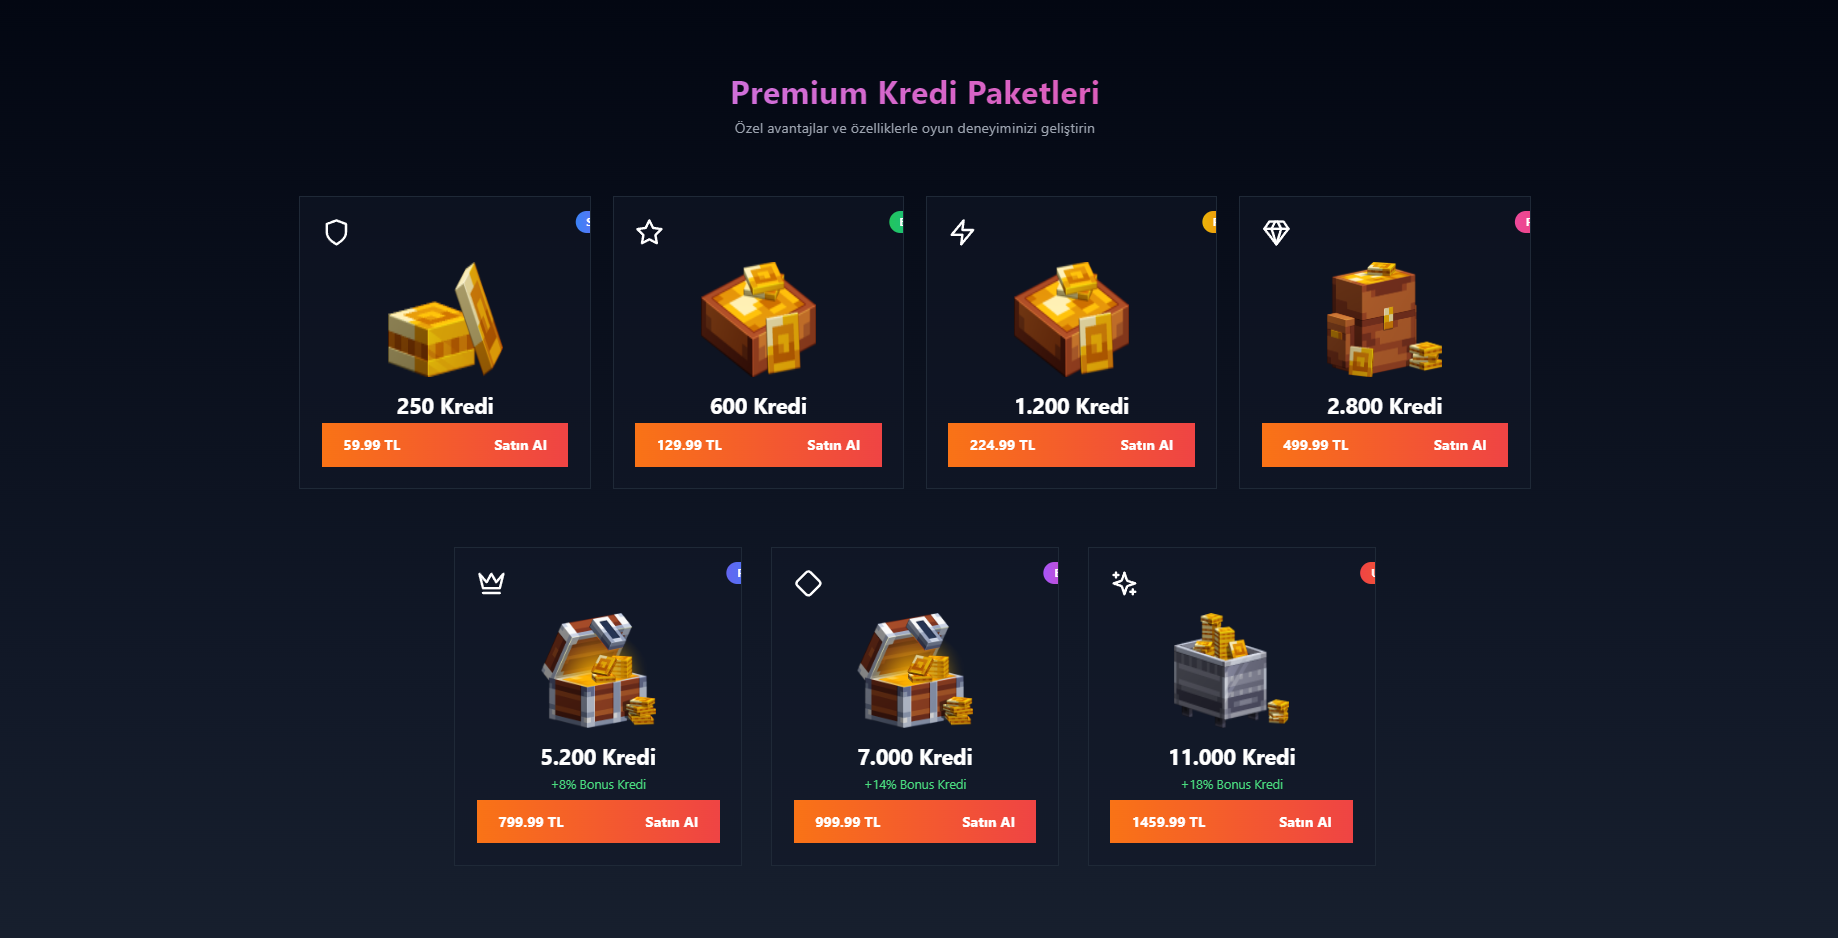 Premium Kredi Paketleri
Özel avantajlar ve özelliklerle oyun deneyiminizi geliştirin
250 Kredi
59.99 TL Satın Al
600 Kredi
129.99 TL Satın Al
1.200 Kredi
224.99 TL Satın Al
2.800 Kredi
499.99 TL Satın Al
5.200 Kredi
+8% Bonus Kredi
799.99 TL Satın Al
7.000 Kredi
+14% Bonus Kredi
999.99 TL Satın Al
11.000 Kredi
+18% Bonus Kredi
1459.99 TL Satın Al